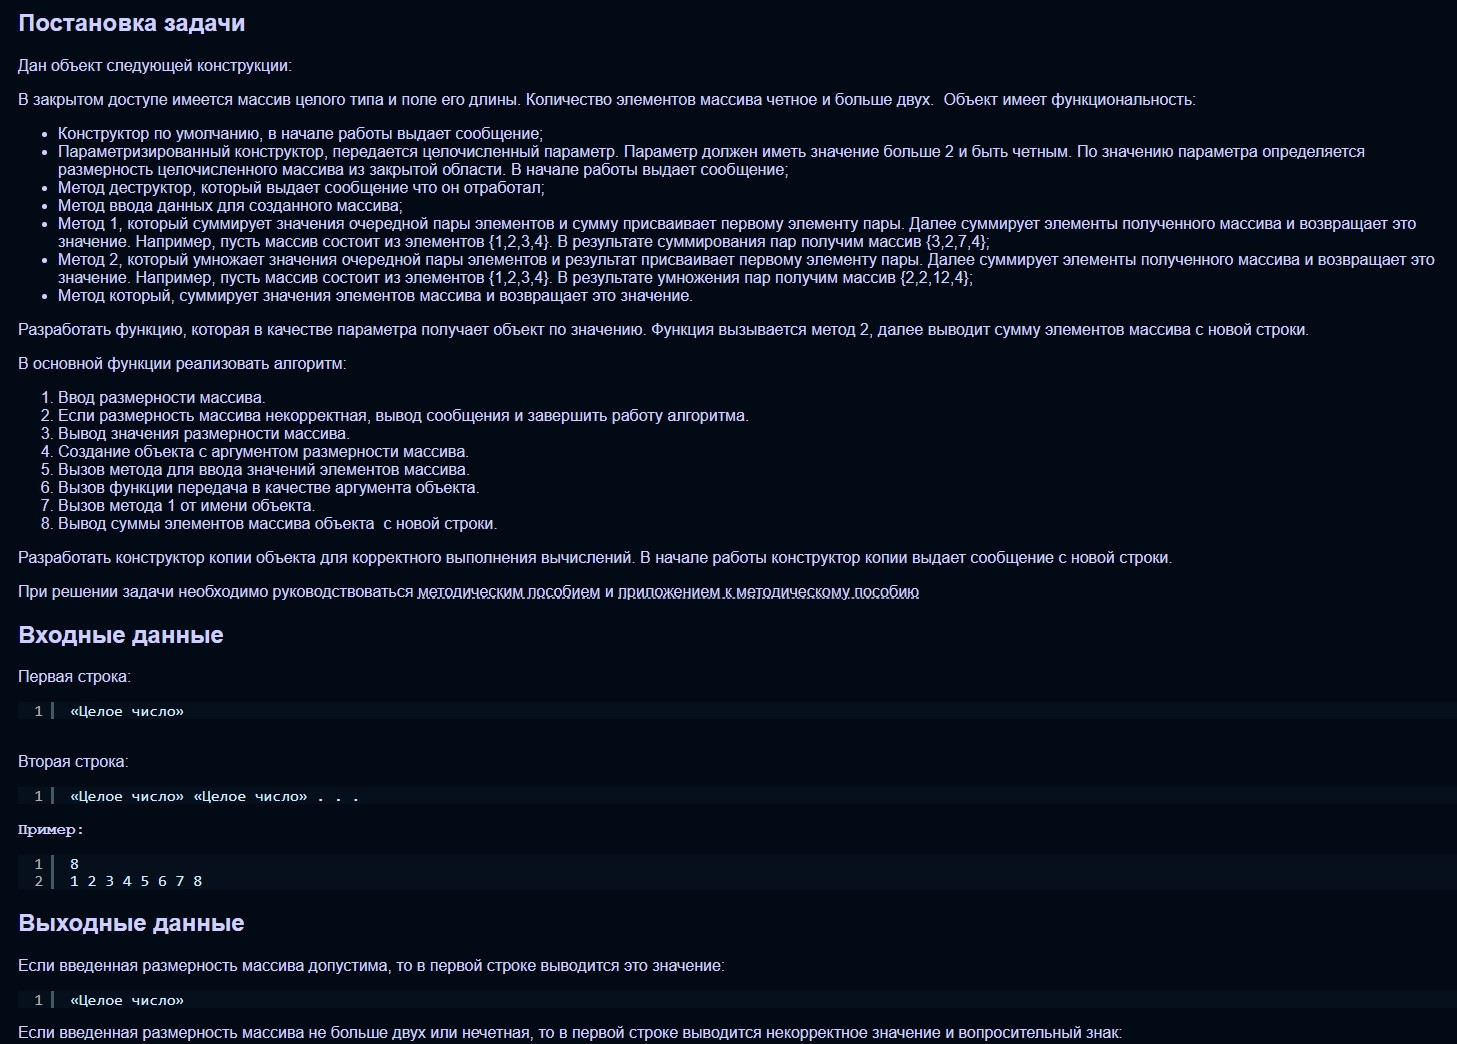 Постановка задачи
Дан объект следующей конструкции:
В закрытом доступе имеется массив целого типа и поле его длины. Количество элементов массива четное и больше двух.  Объект имеет функциональность:
• Конструктор по умолчанию, в начале работы выдает сообщение;
• Параметризированный конструктор, передается целочисленный параметр. Параметр должен иметь значение больше 2 и быть четным. По значению параметра определяется
размерность целочисленного массива из закрытой области. В начале работы выдает сообщение;
• Метод деструктор, который выдает сообщение что он отработал;
• Метод ввода данных для созданного массива;
• Метод 1, который суммирует значения очередной пары элементов и сумму присваивает первому элементу пары. Далее суммирует элементы полученного массива и возвращает это
значение. Например, пусть массив состоит из элементов {1,2,3,4}. В результате суммирования пар получим массив {3,2,7,4};
• Метод 2, который умножает значения очередной пары элементов и результат присваивает первому элементу пары. Далее суммирует элементы полученного массива и возвращает это
значение. Например, пусть массив состоит из элементов {1,2,3,4}. В результате умножения пар получим массив {2,2,12,4};
• Метод который, суммирует значения элементов массива и возвращает это значение.
Разработать функцию, которая в качестве параметра получает объект по значению. Функция вызывается метод 2, далее выводит сумму элементов массива с новой строки.
В основной функции реализовать алгоритм:
1. Ввод размерности массива.
2. Если размерность массива некорректная, вывод сообщения и завершить работу алгоритма.
3. Вывод значения размерности массива.
4. Создание объекта с аргументом размерности массива.
5. Вызов метода для ввода значений элементов массива.
6. Вызов функции передача в качестве аргумента объекта.
7. Вызов метода 1 от имени объекта.
8. Вывод суммы элементов массива объекта  с новой строки.
Разработать конструктор копии объекта для корректного выполнения вычислений. В начале работы конструктор копии выдает сообщение с новой строки.
При решении задачи необходимо руководствоваться методическим пособием и приложением к методическому пособию
Входные данные
Первая строка:
1 «Целое число»
Вторая строка:
1 «Целое число» «Целое число» . . .
Пример:
1 8
2 1 2 3 4 5 6 7 8
Выходные данные
Если введенная размерность массива допустима, то в первой строке выводится это значение:
1 «Целое число»
Если введенная размерность массива не больше двух или нечетная, то в первой строке выводится некорректное значение и вопросительный знак: